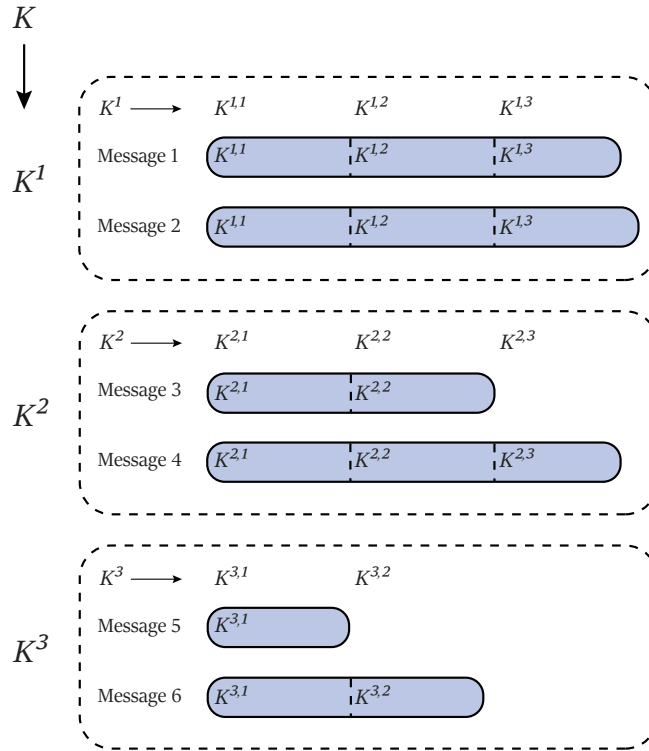 K
K^1 K^{1,1} K^{1,2} K^{1,3}
Message 1 K^{1,1} K^{1,2} K^{1,3}
K^1
Message 2 K^{1,1} K^{1,2} K^{1,3}
K^2 K^{2,1} K^{2,2} K^{2,3}
Message 3 K^{2,1} K^{2,2}
K^2
Message 4 K^{2,1} K^{2,2} K^{2,3}
K^3 K^{3,1} K^{3,2}
Message 5 K^{3,1}
K^3
Message 6 K^{3,1} K^{3,2}